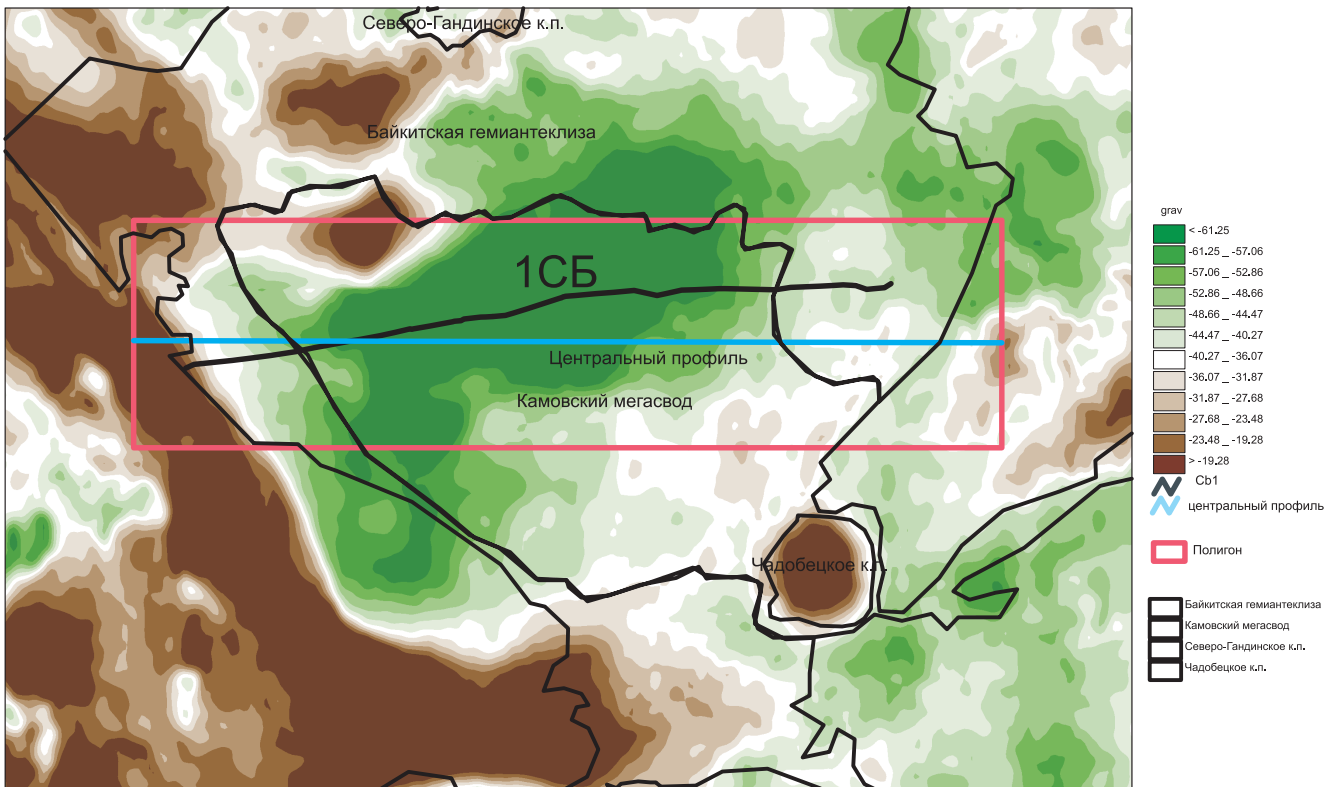 Северо-Гандинское к.п.
Байкитская гемиантеклиза
1СБ
Центральный профиль
Камовский мегасвод
Чадобецкое к.п.
grav
< -61.25
-61.25 _ -57.06
-57.06 _ -52.86
-52.86 _ -48.66
-48.66 _ -44.47
-44.47 _ -40.27
-40.27 _ -36.07
-36.07 _ -31.87
-31.87 _ -27.68
-27.68 _ -23.48
-23.48 _ -19.28
> -19.28
Сb1
центральный профиль
Полигон
Байкитская гемиантеклиза
Камовский мегасвод
Северо-Гандинское к.п.
Чадобецкое к.п.